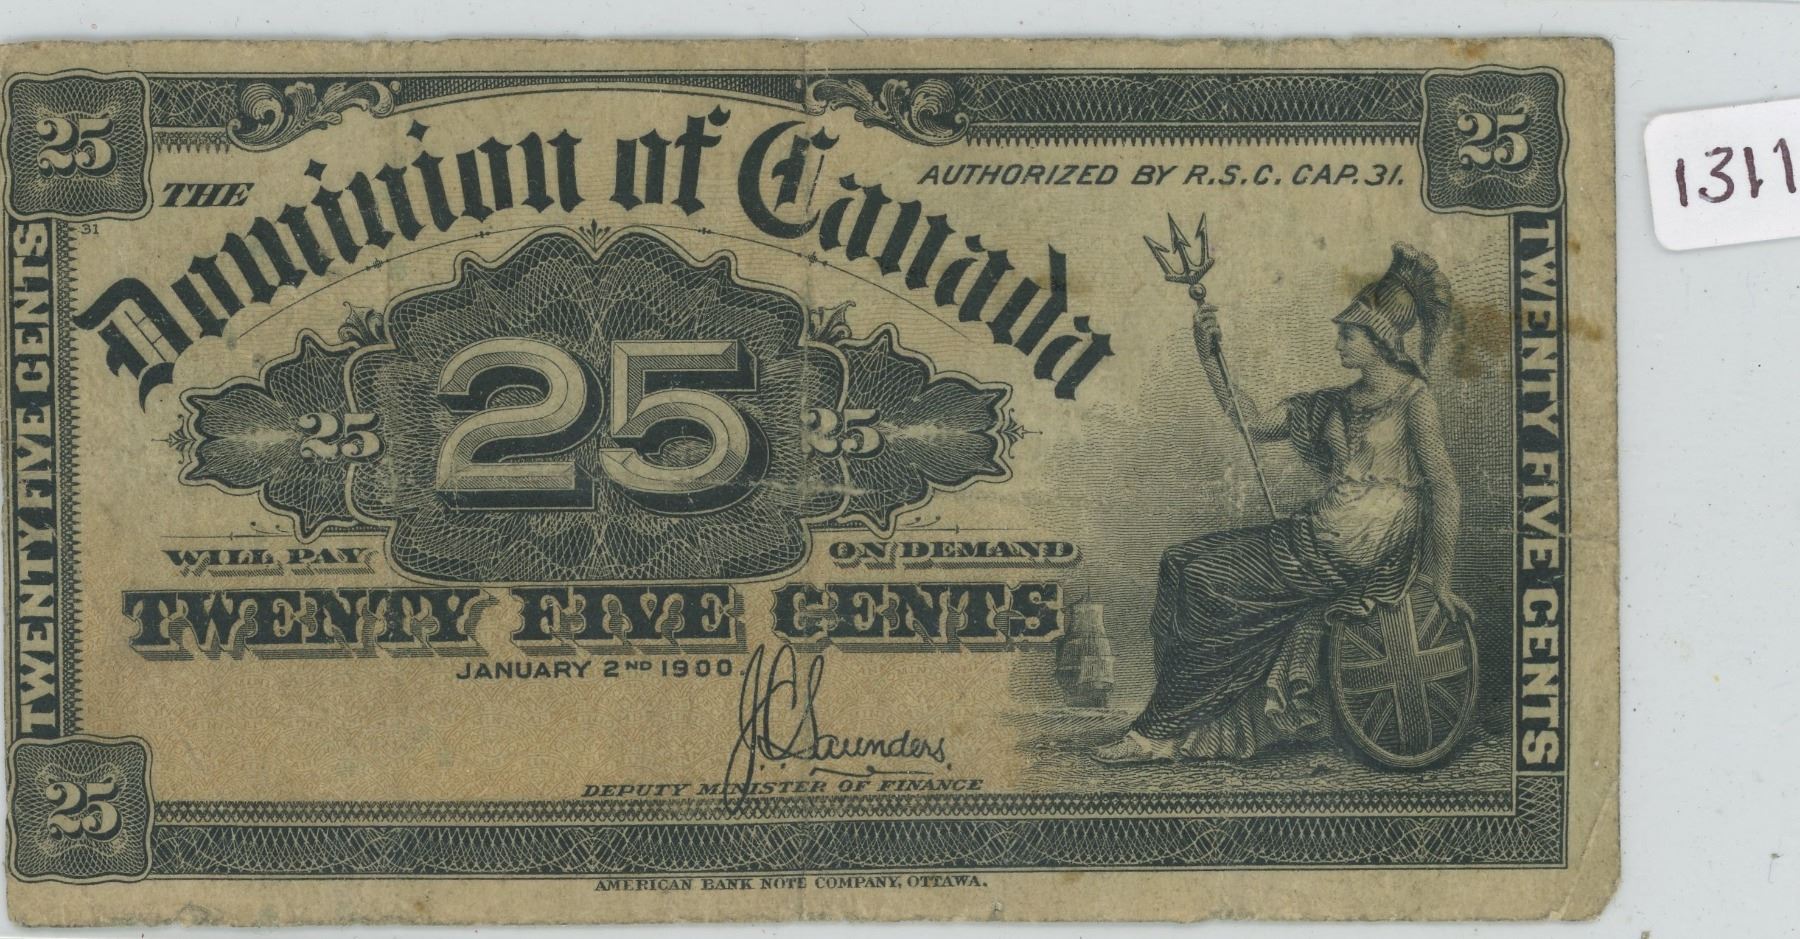 25
25
THE Dominion of Canada
AUTHORIZED BY R.S.C. CAP. 31.
1311
31
TWENTY FIVE CENTS
25
25
25
TWENTY FIVE CENTS
WILL PAY
ON DEMAND
TWENTY FIVE CENTS
JANUARY 2ND 1900.
J.C. Saunders.
DEPUTY MINISTER OF FINANCE
25
AMERICAN BANK NOTE COMPANY, OTTAWA.